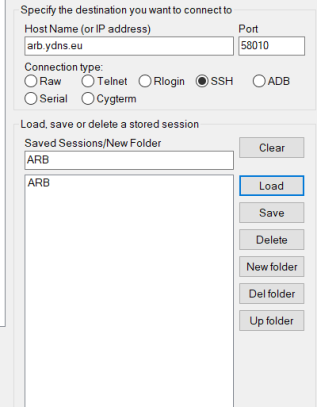 Specify the destination you want to connect to
Host Name (or IP address) Port
arb.ydns.eu 58010
Connection type:
Raw Telnet Rlogin SSH ADB
Serial Cygterm
Load, save or delete a stored session
Saved Sessions/New Folder
ARB
Clear
ARB
Load
Save
Delete
New folder
Del folder
Up folder